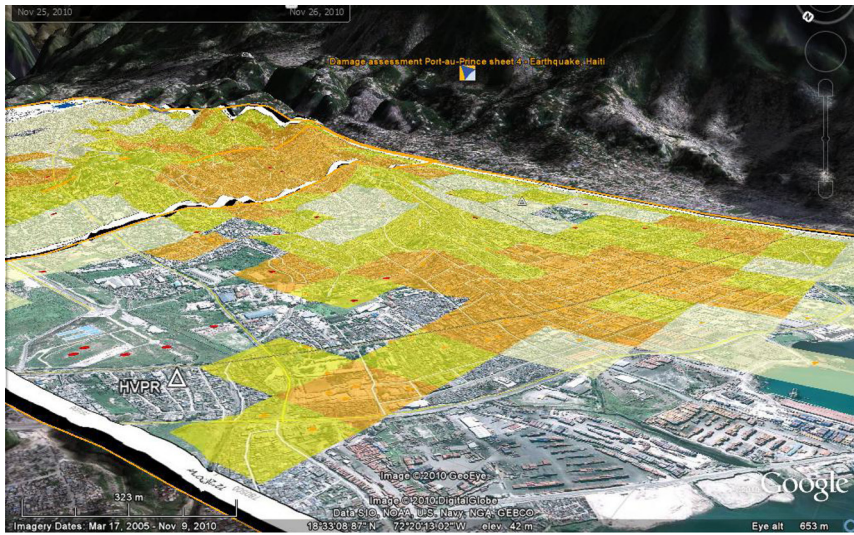 Nov 25, 2010
Nov 26, 2010
N
Damage assessment Port-au-Prince sheet 4 - Earthquake, Haiti
HVPR
Image © 2010 GeoEye
Google
323 m
Image © 2010 DigitalGlobe
Data SIO, NOAA, U.S. Navy, NGA, GEBCO
Imagery Dates: Mar 17, 2005 - Nov 9, 2010
18°33'08.87" N 72°20'13.02" W elev 42 m
Eye alt 653 m